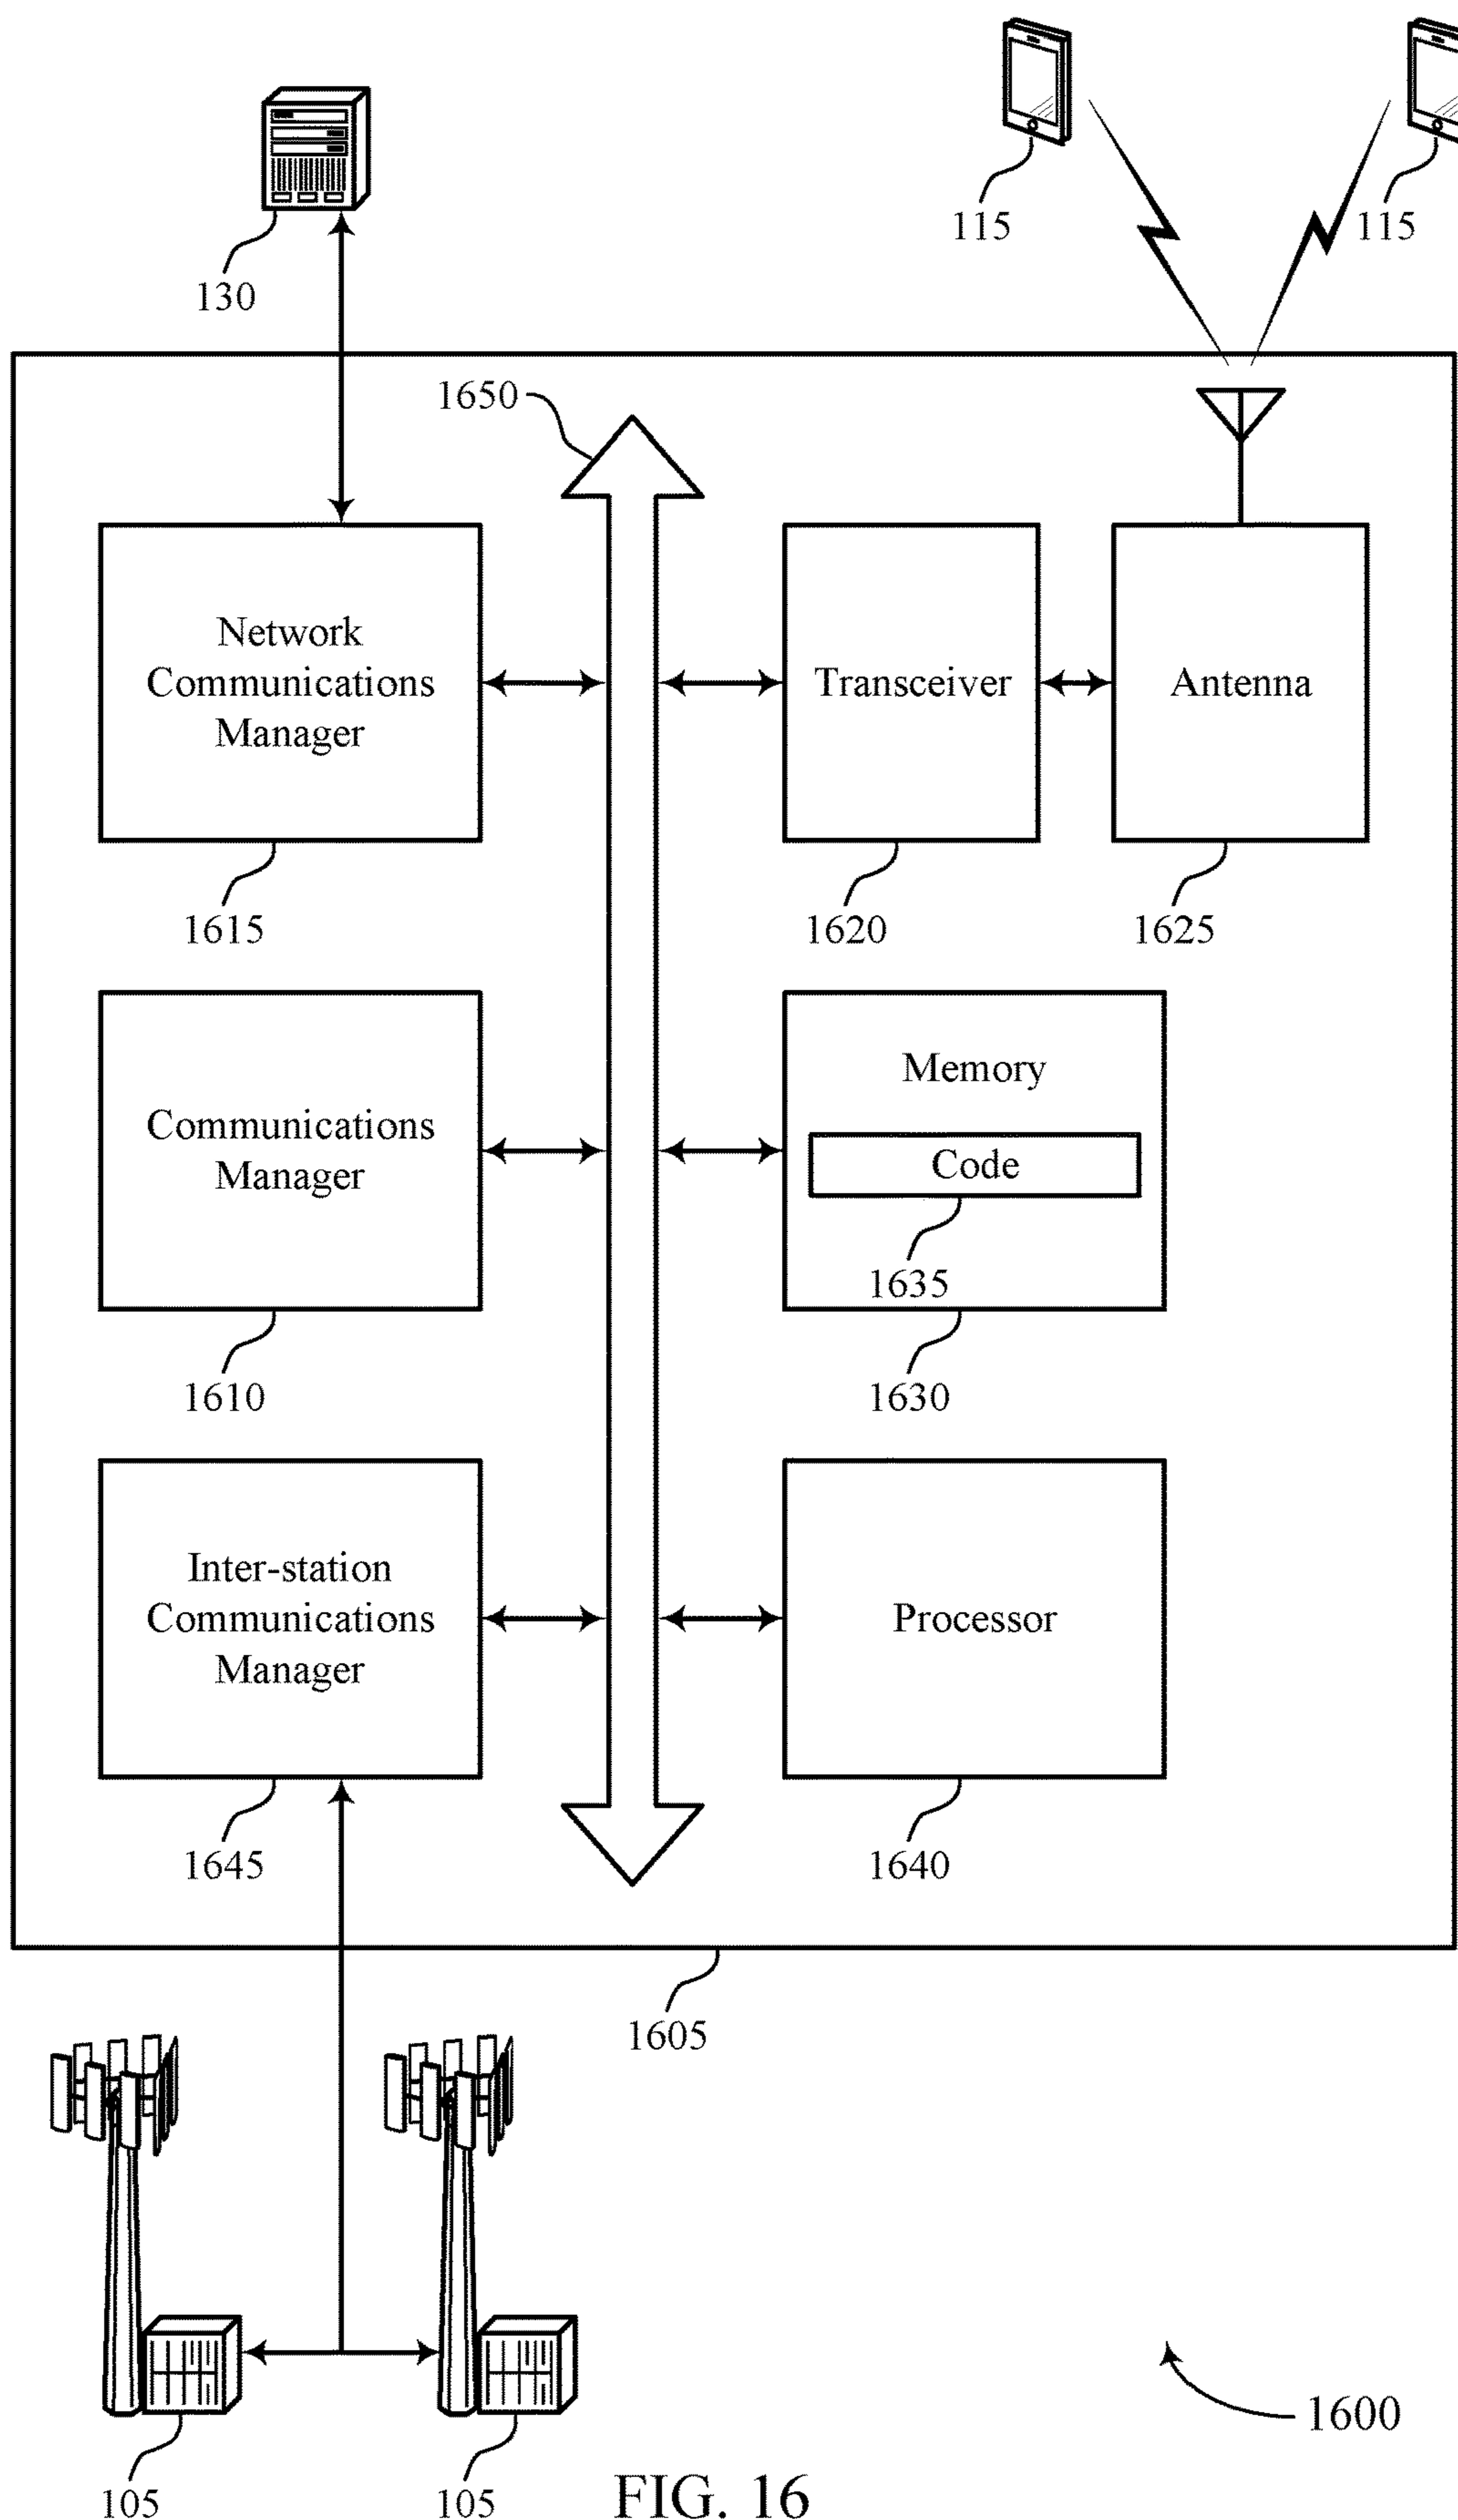 115
115
130
1650
Network
Communications
Manager
Transceiver
Antenna
1615
1620
1625
Communications
Manager
Memory
Code
1635
1610
1630
Inter-station
Communications
Manager
Processor
1645
1640
1605
1600
105
105
FIG. 16